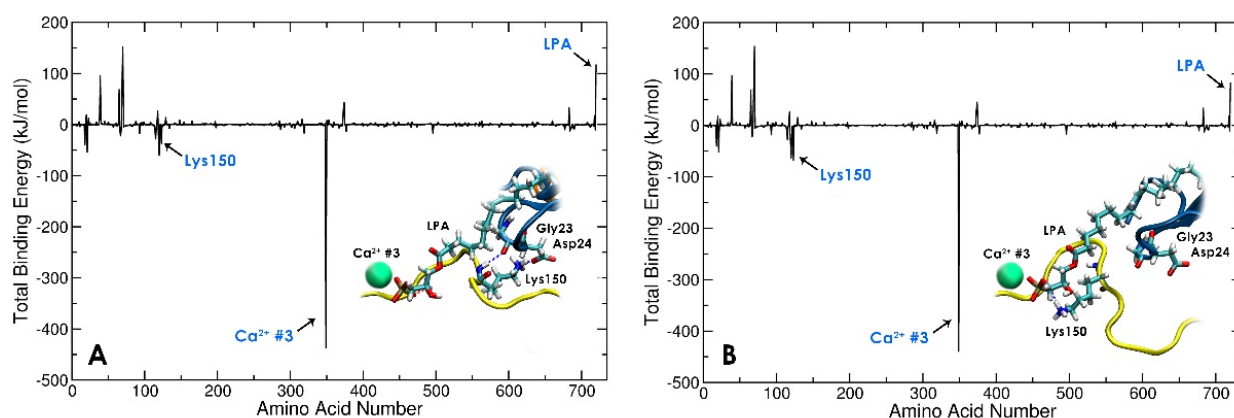 200
100
0
-100
-200
-300
-400
-500
Total Binding Energy (kJ/mol)
0 100 200 300 400 500 600 700
Amino Acid Number
LPA
Lys150
Ca²⁺ #3
LPA
Gly23
Asp24
Ca²⁺ #3
Lys150
A
200
100
0
-100
-200
-300
-400
-500
Total Binding Energy (kJ/mol)
0 100 200 300 400 500 600 700
Amino Acid Number
LPA
Lys150
Ca²⁺ #3
LPA
Gly23
Asp24
Ca²⁺ #3
Lys150
B